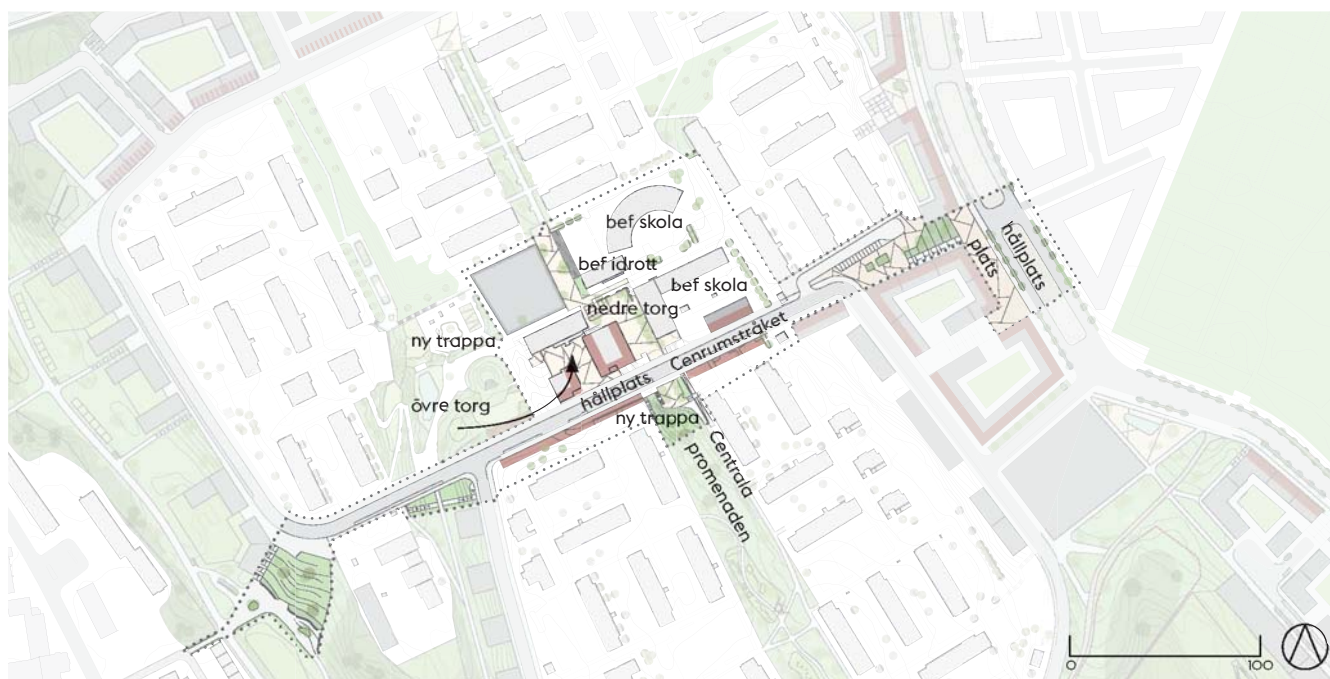 bef skola
bef idrott
bef skola
nedre torg
hållplats
plats
ny trappa
Cenrumstråket
övre torg
hållplats
ny trappa
Centrala
promenaden
0
100